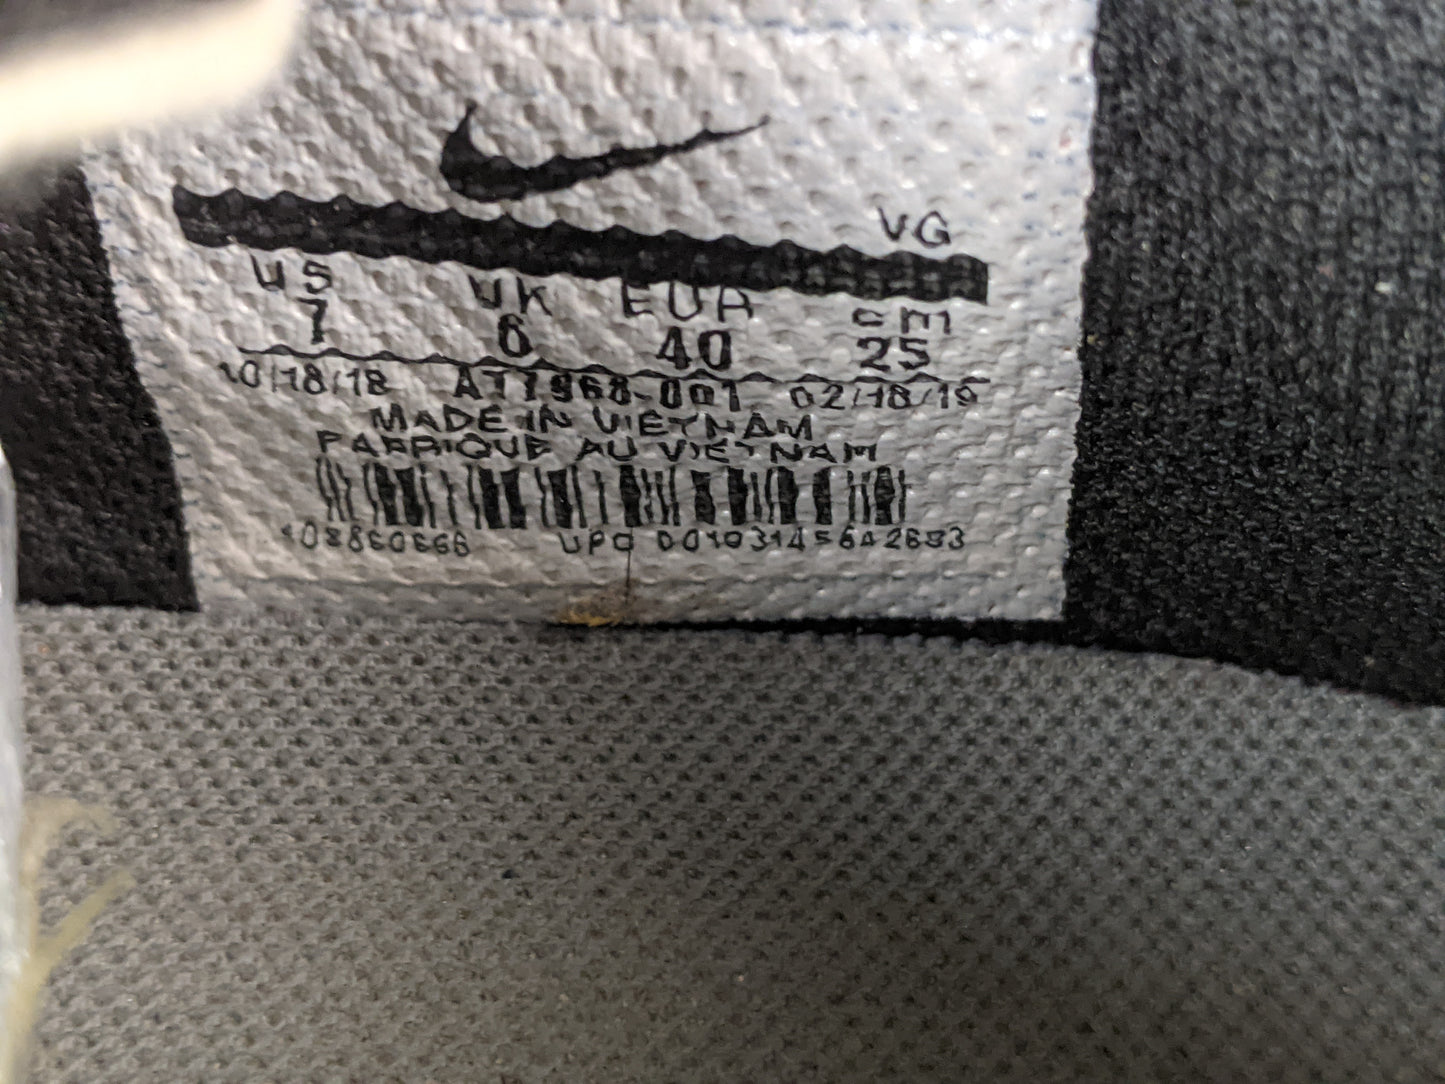 VG
US UK EUR cm
7 6 40 25
10/18/18 AT7968-001 02/18/19
MADE IN VIETNAM
FABRIQUE AU VIETNAM
UPC